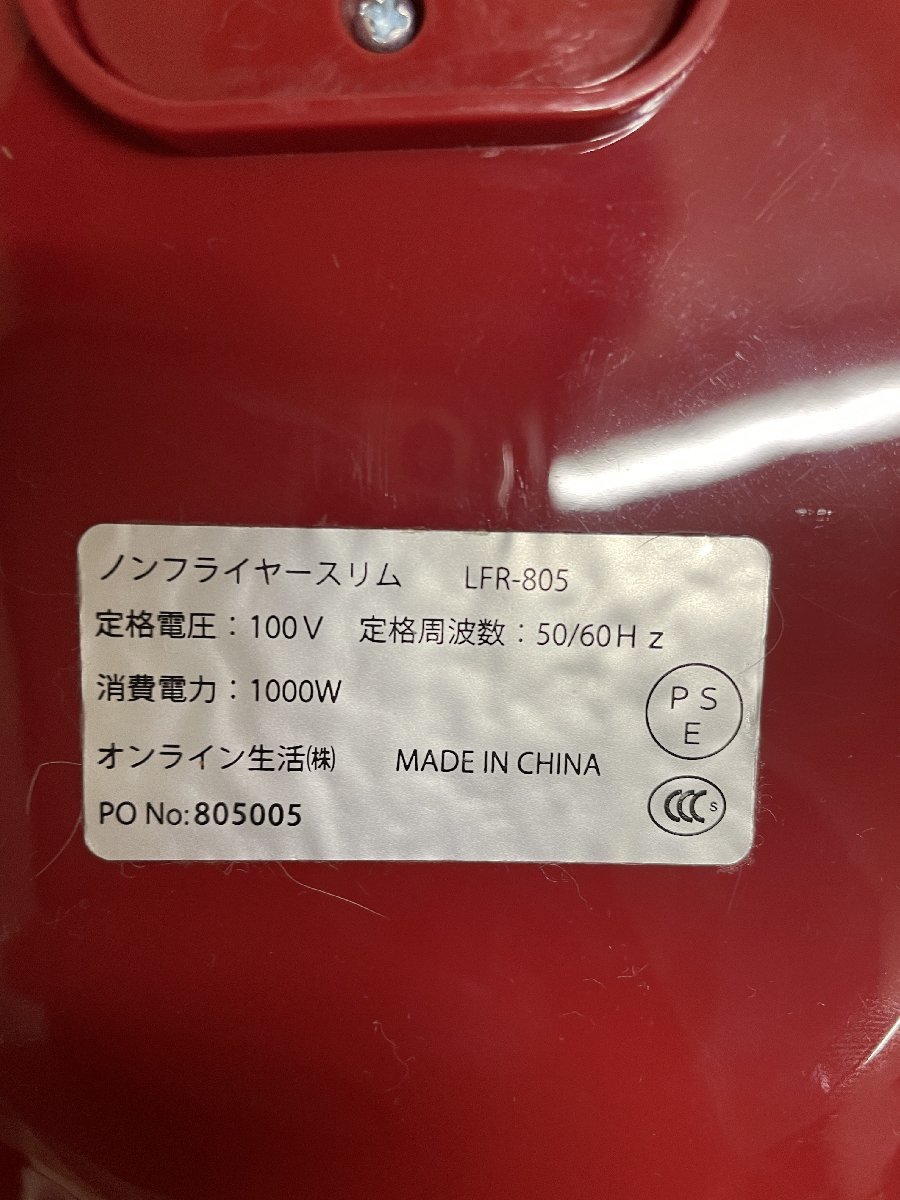 ノンフライヤースリム LFR-805
定格電圧：100V 定格周波数：50/60Hz
消費電力：1000W
PS
E
オンライン生活㈱ MADE IN CHINA
CCC S
PO No:805005